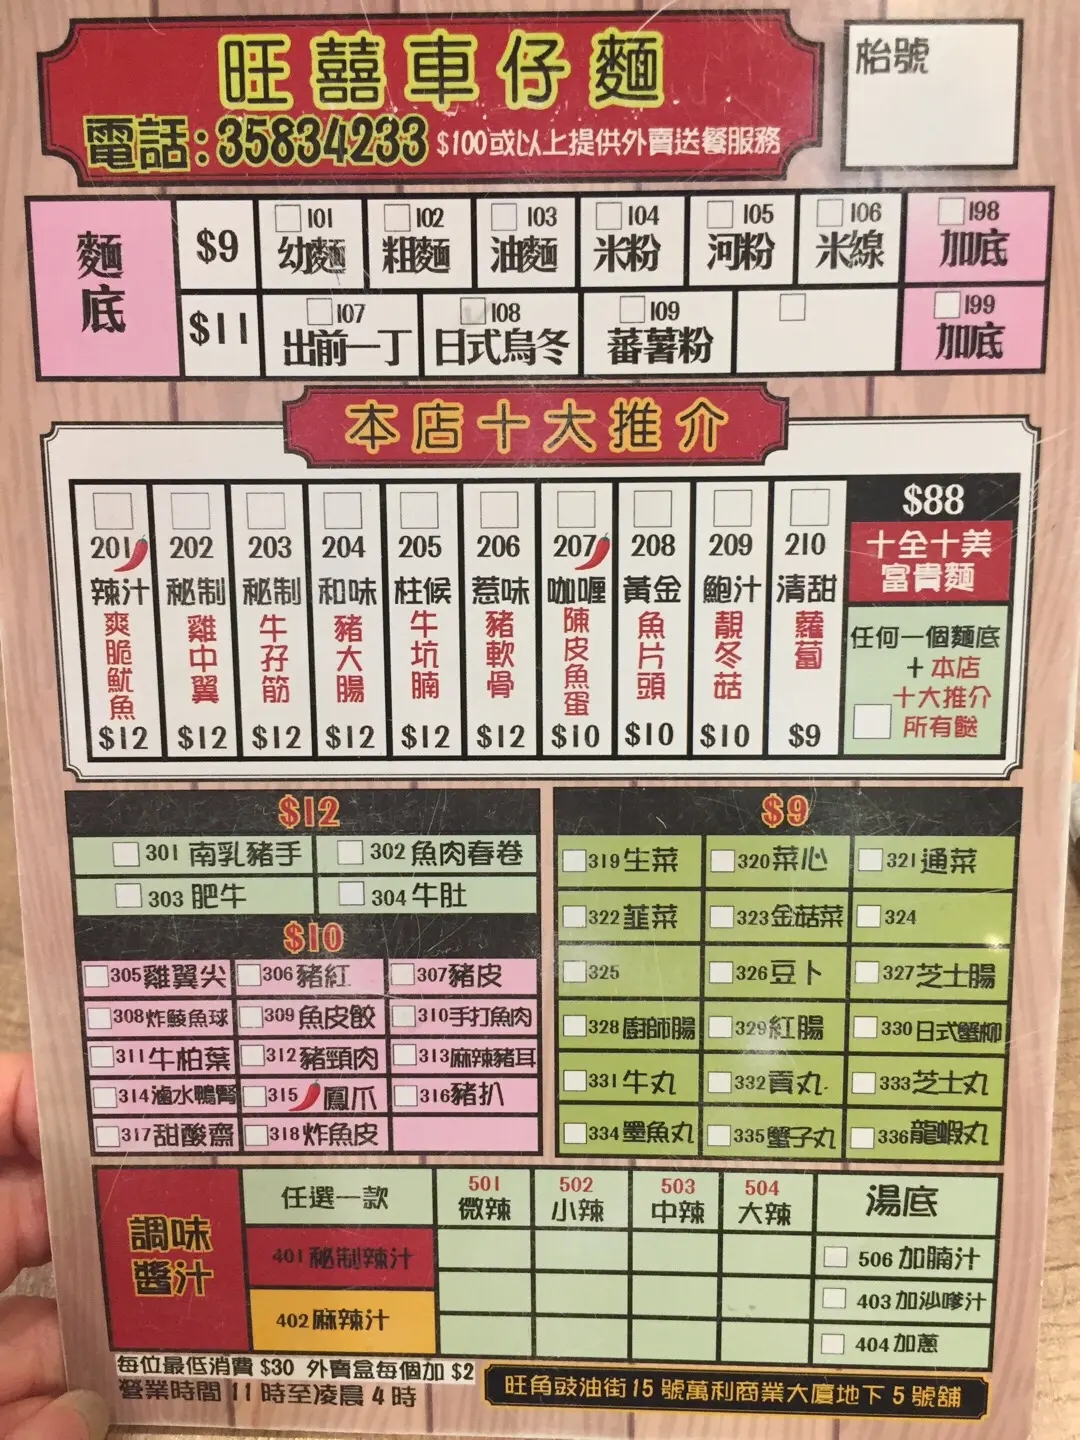 旺囍車仔麵
枱號
電話:35834233 $100或以上提供外賣送餐服務
麵底
$9
101 幼麵
102 粗麵
103 油麵
104 米粉
105 河粉
106 米線
198 加底
$11
107 出前一丁
108 日式烏冬
109 蕃薯粉
199 加底
本店十大推介
201 辣汁爽脆魷魚 $12
202 秘制雞中翼 $12
203 秘制牛孖筋 $12
204 和味豬大腸 $12
205 柱候牛坑腩 $12
206 惹味豬軟骨 $12
207 咖喱陳皮魚蛋 $10
208 黃金魚片頭 $10
209 鮑汁靚冬菇 $10
210 清甜蘿蔔 $9
$88
十全十美
富貴麵
任何一個麵底
+本店
十大推介
所有餸
$12
301 南乳豬手
302 魚肉春卷
303 肥牛
304 牛肚
$10
305 雞翼尖
306 豬紅
307 豬皮
308 炸鯪魚球
309 魚皮餃
310 手打魚肉
311 牛柏葉
312 豬頸肉
313 麻辣豬耳
314 滷水鴨腎
315 鳳爪
316 豬扒
317 甜酸齋
318 炸魚皮
$9
319 生菜
320 菜心
321 通菜
322 韮菜
323 金菇菜
324
325
326 豆卜
327 芝士腸
328 廚師腸
329 紅腸
330 日式蟹柳
331 牛丸
332 貢丸
333 芝士丸
334 墨魚丸
335 蟹子丸
336 龍蝦丸
調味
醬汁
任選一款
501 微辣
502 小辣
503 中辣
504 大辣
湯底
401 秘制辣汁
402 麻辣汁
506 加腩汁
403 加沙嗲汁
404 加蔥
每位最低消費 $30 外賣盒每個加 $2
營業時間 11 時至凌晨 4 時
旺角豉油街 15 號萬利商業大廈地下 5 號舖